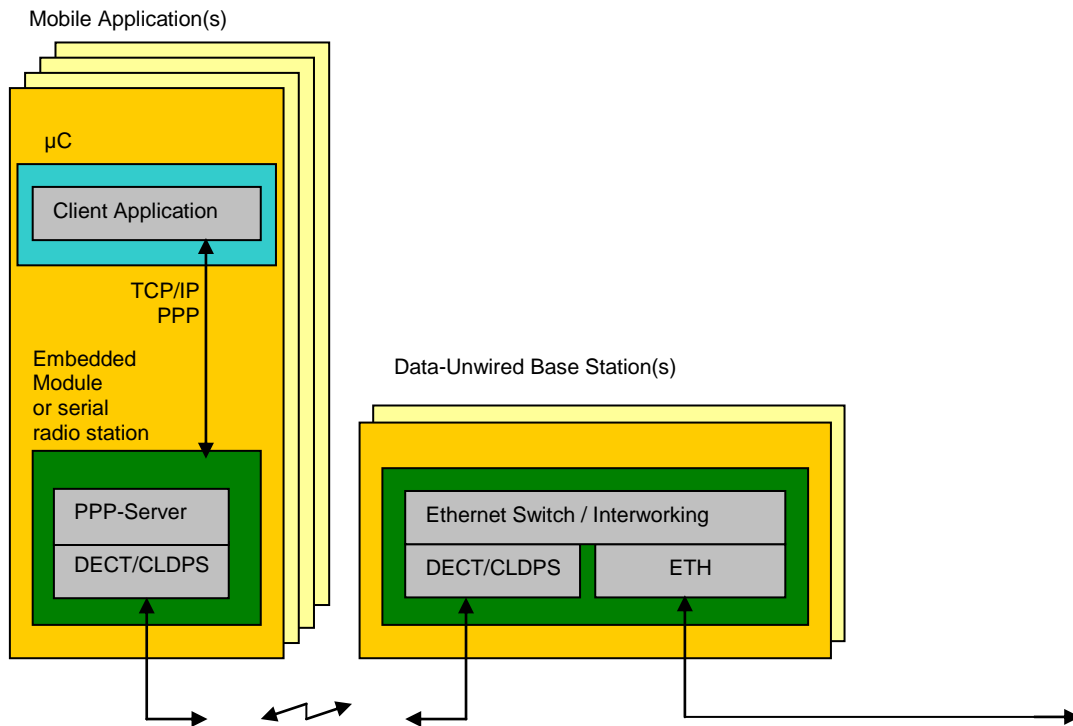 Mobile Application(s)
µC
Client Application
TCP/IP
PPP
Embedded
Module
or serial
radio station
PPP-Server
DECT/CLDPS
Data-Unwired Base Station(s)
Ethernet Switch / Interworking
DECT/CLDPS
ETH